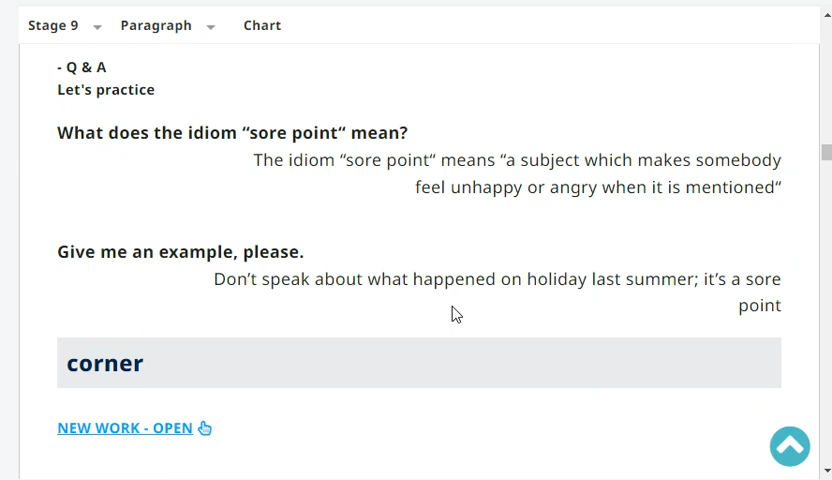 Stage 9 Paragraph Chart
- Q & A
Let's practice
What does the idiom “sore point“ mean?
The idiom “sore point“ means “a subject which makes somebody
feel unhappy or angry when it is mentioned“
Give me an example, please.
Don’t speak about what happened on holiday last summer; it’s a sore
point
corner
NEW WORK - OPEN